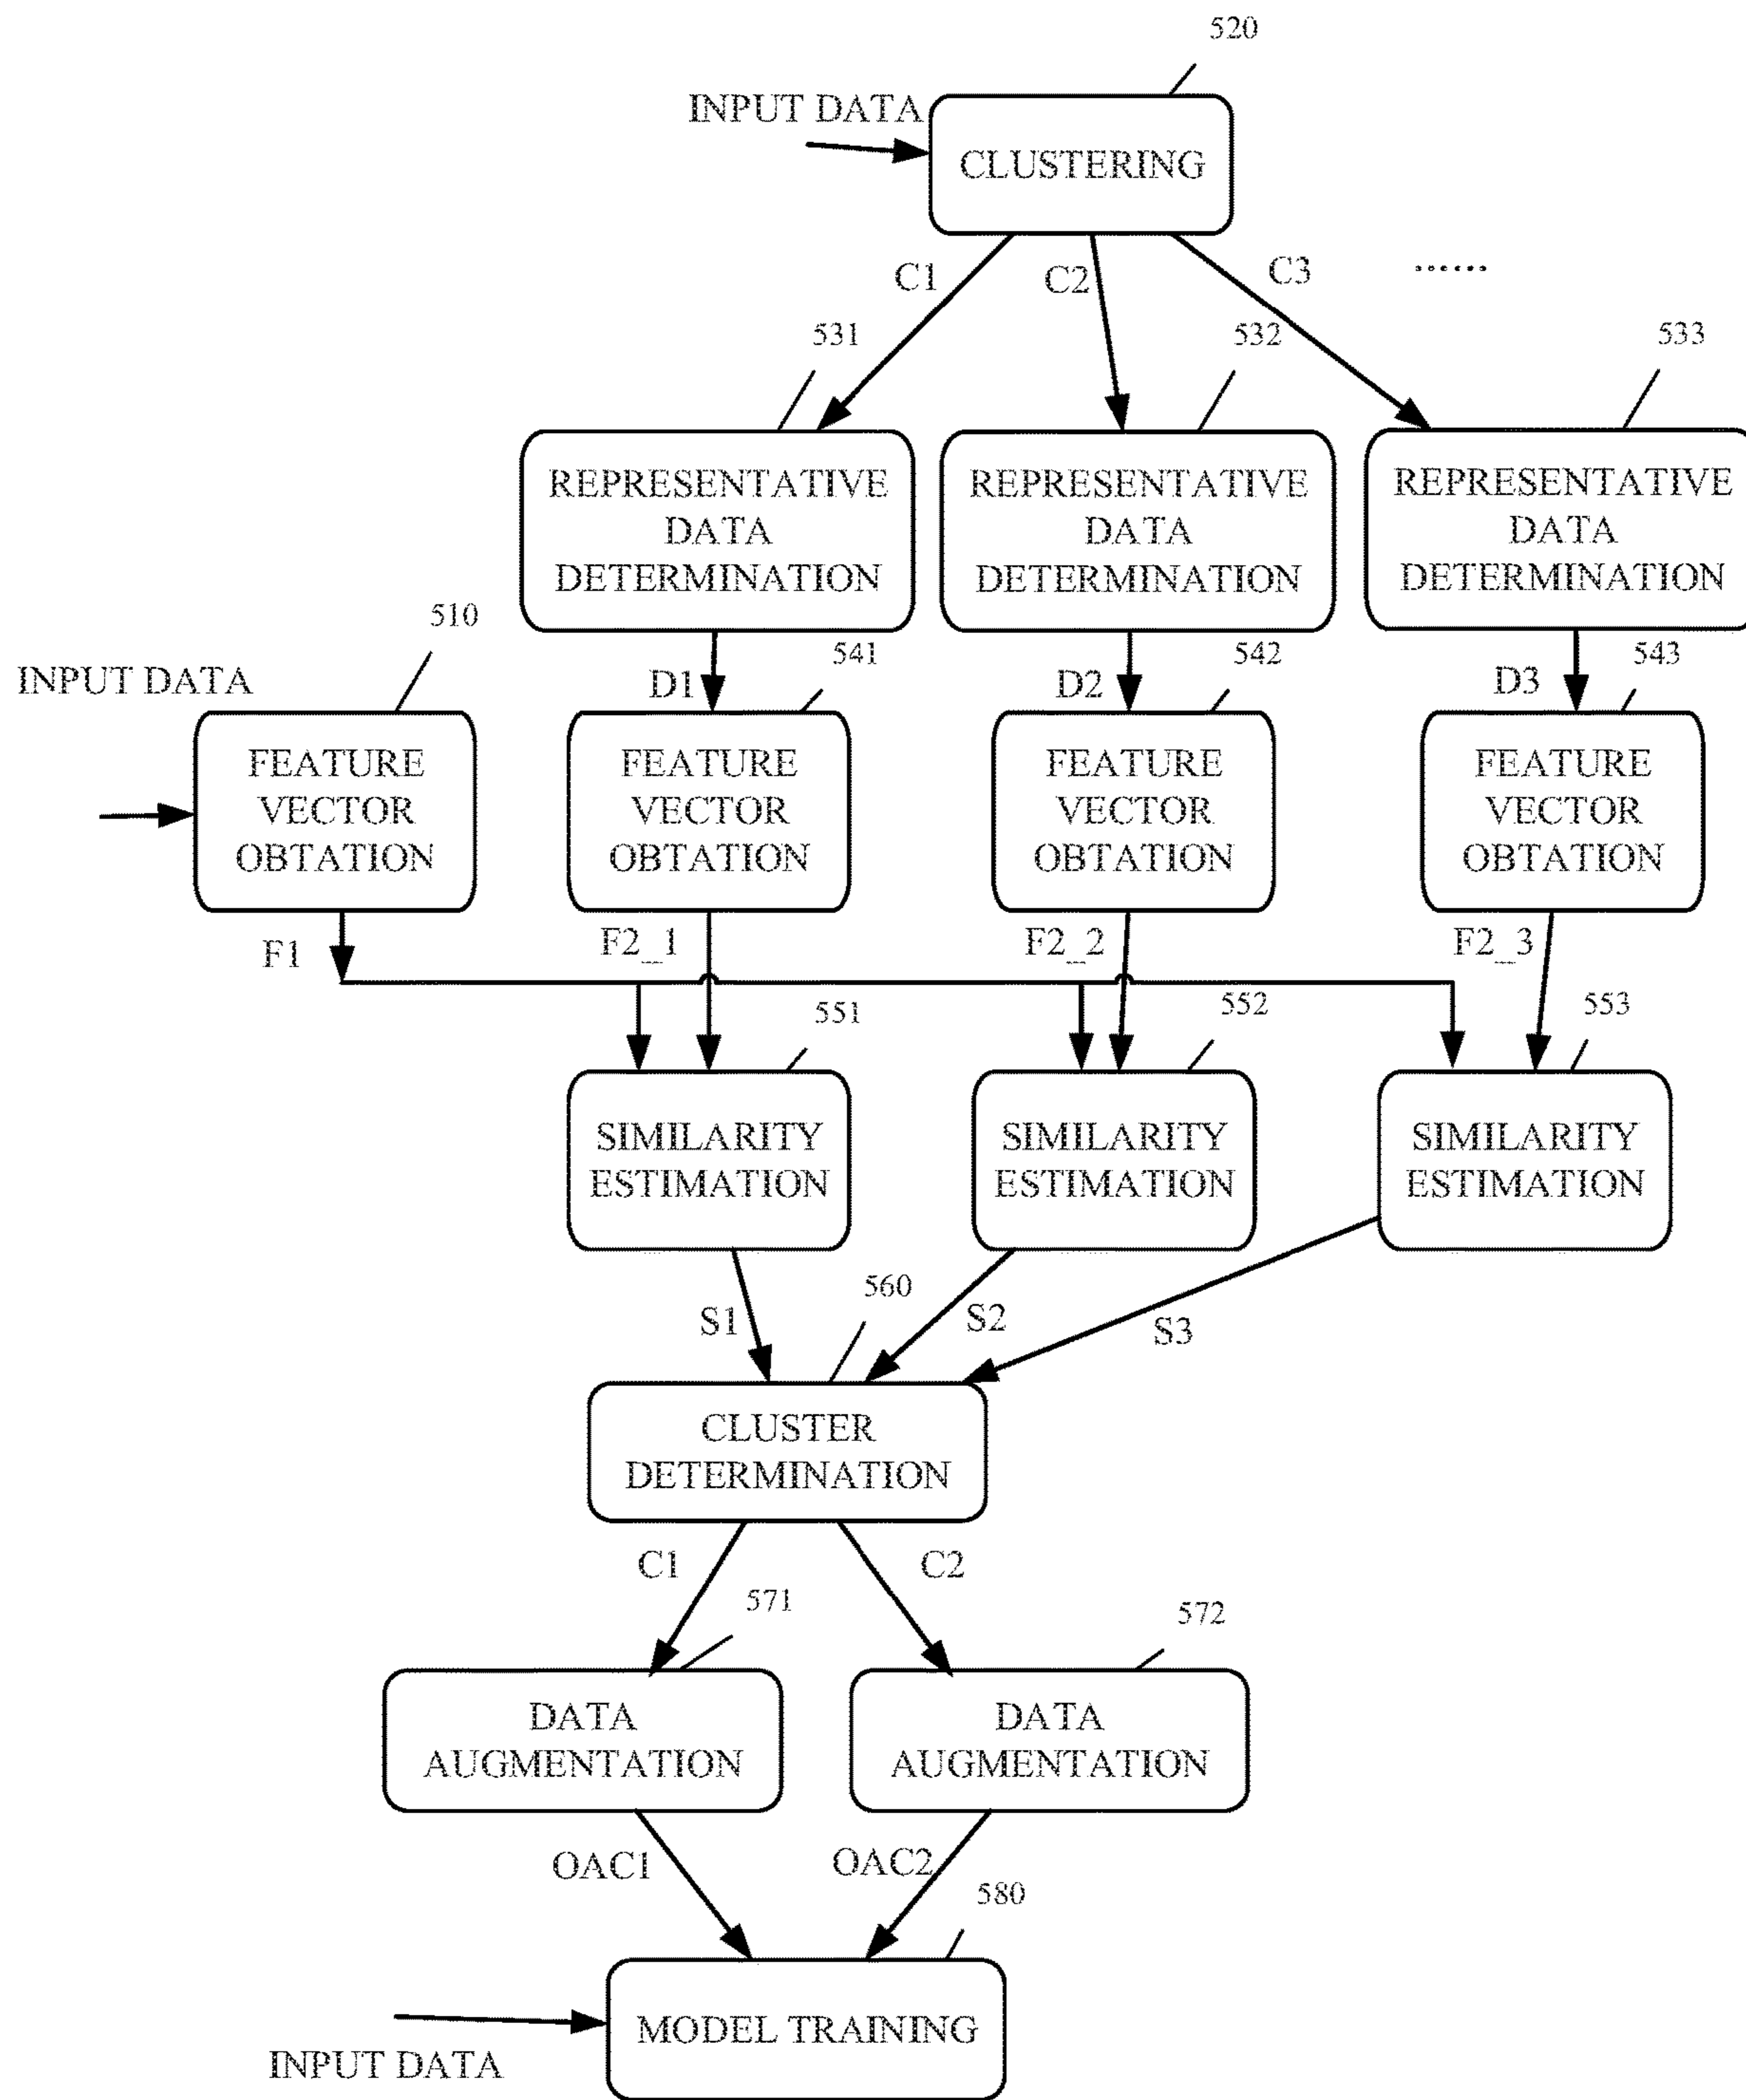 520
INPUT DATA
CLUSTERING
C1
C2
C3
......
531
532
533
REPRESENTATIVE
DATA
DETERMINATION
REPRESENTATIVE
DATA
DETERMINATION
REPRESENTATIVE
DATA
DETERMINATION
510
541
542
543
INPUT DATA
D1
D2
D3
FEATURE
VECTOR
OBTATION
FEATURE
VECTOR
OBTATION
FEATURE
VECTOR
OBTATION
FEATURE
VECTOR
OBTATION
F1
F2_1
F2_2
F2_3
551
552
553
SIMILARITY
ESTIMATION
SIMILARITY
ESTIMATION
SIMILARITY
ESTIMATION
560
S1
S2
S3
CLUSTER
DETERMINATION
C1
C2
571
572
DATA
AUGMENTATION
DATA
AUGMENTATION
OAC1
OAC2
580
MODEL TRAINING
INPUT DATA